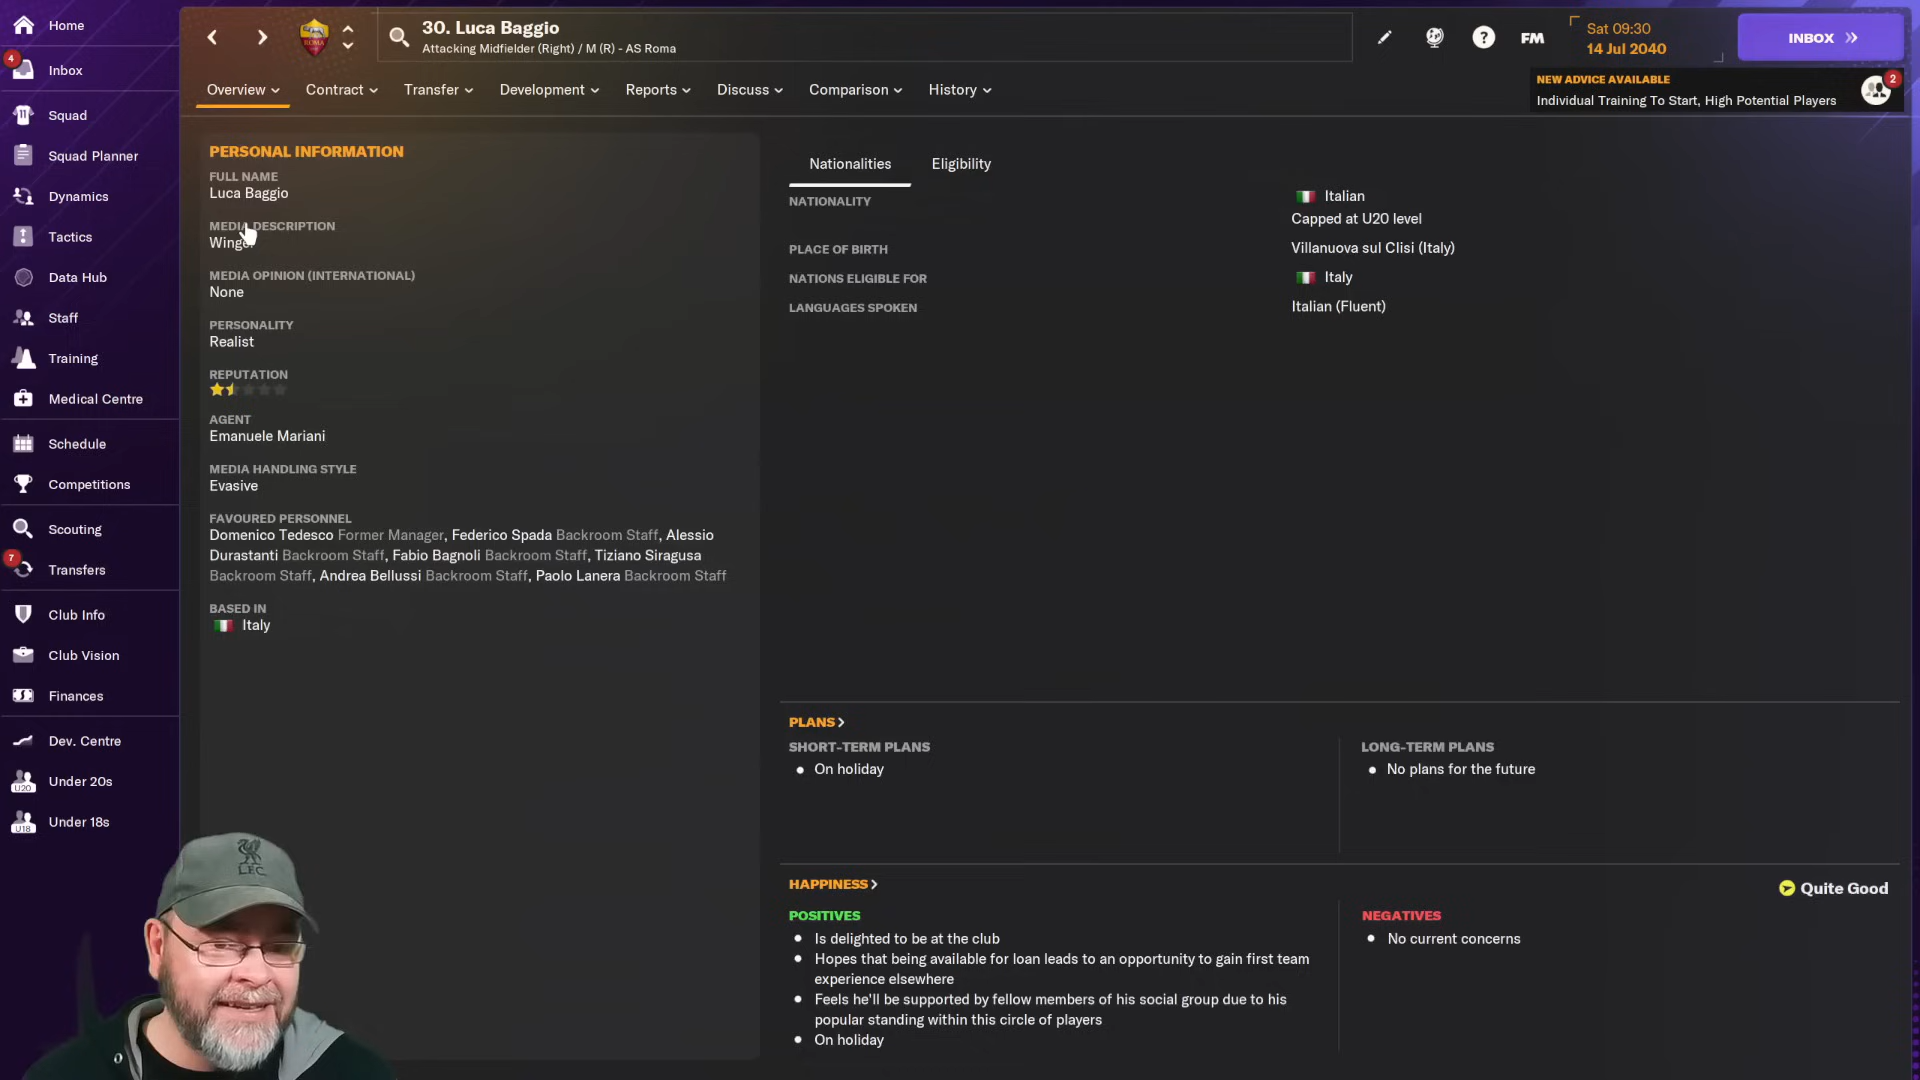 Home
4
Inbox
Squad
Squad Planner
Dynamics
Tactics
Data Hub
Staff
Training
Medical Centre
Schedule
Competitions
Scouting
7
Transfers
Club Info
Club Vision
Finances
Dev. Centre
U20
Under 20s
U18
Under 18s
11
ROMA
30. Luca Baggio
Attacking Midfielder (Right) / M (R) - AS Roma
?
FM
Sat 09:30
14 Jul 2040
INBOX
Overview
Contract
Transfer
Development
Reports
Discuss
Comparison
History
NEW ADVICE AVAILABLE
Individual Training To Start, High Potential Players
2
PERSONAL INFORMATION
FULL NAME
Luca Baggio
MEDIA DESCRIPTION
Winger
MEDIA OPINION (INTERNATIONAL)
None
PERSONALITY
Realist
REPUTATION
AGENT
Emanuele Mariani
MEDIA HANDLING STYLE
Evasive
FAVOURED PERSONNEL
Domenico Tedesco Former Manager, Federico Spada Backroom Staff, Alessio
Durastanti Backroom Staff, Fabio Bagnoli Backroom Staff, Tiziano Siragusa
Backroom Staff, Andrea Bellussi Backroom Staff, Paolo Lanera Backroom Staff
BASED IN
Italy
Nationalities
Eligibility
NATIONALITY
Italian
Capped at U20 level
PLACE OF BIRTH
Villanuova sul Clisi (Italy)
NATIONS ELIGIBLE FOR
Italy
LANGUAGES SPOKEN
Italian (Fluent)
PLANS
SHORT-TERM PLANS
On holiday
LONG-TERM PLANS
No plans for the future
HAPPINESS
Quite Good
POSITIVES
Is delighted to be at the club
Hopes that being available for loan leads to an opportunity to gain first team
experience elsewhere
Feels he'll be supported by fellow members of his social group due to his
popular standing within this circle of players
On holiday
NEGATIVES
No current concerns
L.F.C.